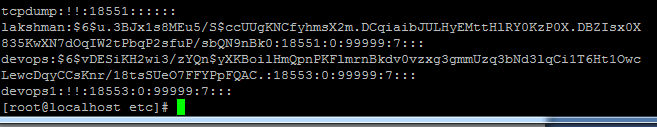 tcpdump:!!:18551::::::
lakshman:$6$u.3BJx1s8MEu5/S$ccUUgKNCfyhmsX2m.DCqiaibJULHyEMttHlRY0KzP0X.DBZIsx0X
835KwXN7dOqIW2tPbqP2sfuP/sbQN9nBk0:18551:0:99999:7:::
devops:$6$vDESiKH2wi3/zYQn$yXKBoilHmQpnPKFlmrnBkdv0vzxg3gmmUzq3bNd3lqCi1T6Ht1Owc
LewcDqyCCsKnr/18tsSUeO7FFYPpFQAC.:18553:0:99999:7:::
devops1:!!:18553:0:99999:7:::
[root@localhost etc]#